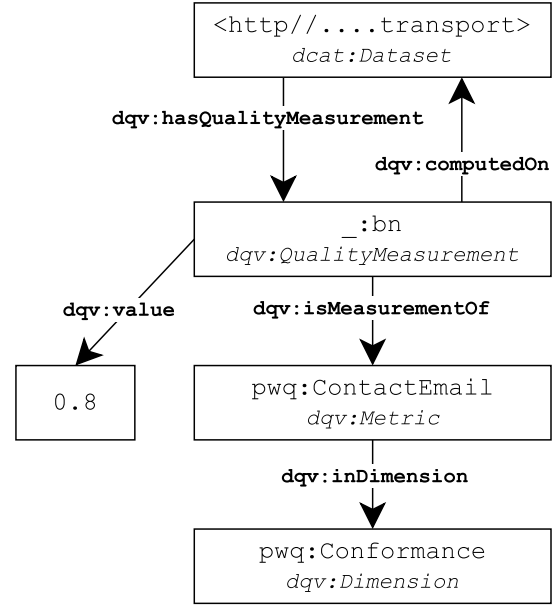 <http//....transport>
dcat:Dataset
dqv:hasQualityMeasurement
dqv:computedOn
_:bn
dqv:QualityMeasurement
dqv:value
dqv:isMeasurementOf
0.8
pwq:ContactEmail
dqv:Metric
dqv:inDimension
pwq:Conformance
dqv:Dimension